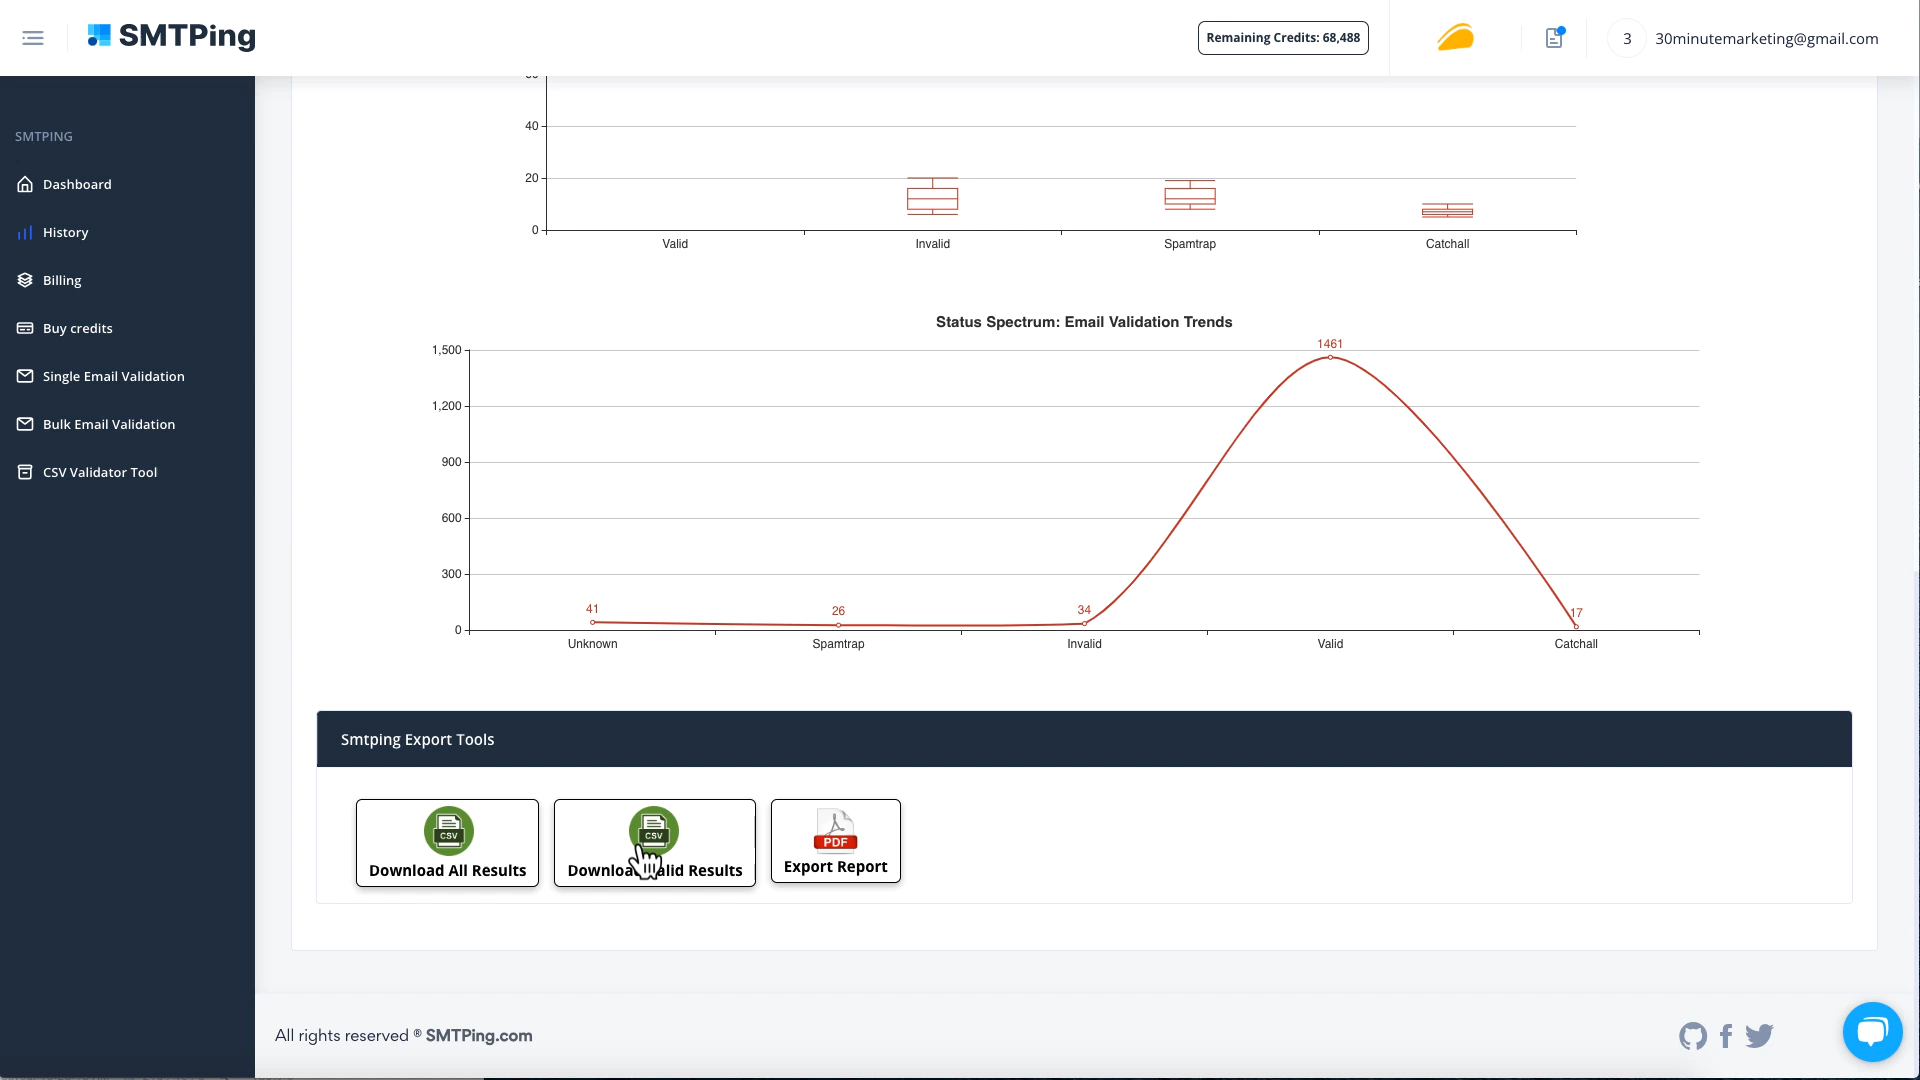 SMTPing
Remaining Credits: 68,488
3
30minutemarketing@gmail.com
SMTPING
Dashboard
History
Billing
Buy credits
Single Email Validation
Bulk Email Validation
CSV Validator Tool
40
20
0
Valid
Invalid
Spamtrap
Catchall
Status Spectrum: Email Validation Trends
1,500
1,200
900
600
300
0
1461
41
26
34
17
Unknown
Spamtrap
Invalid
Valid
Catchall
Smtping Export Tools
CSV
Download All Results
CSV
Download Valid Results
PDF
Export Report
All rights reserved ® SMTPing.com